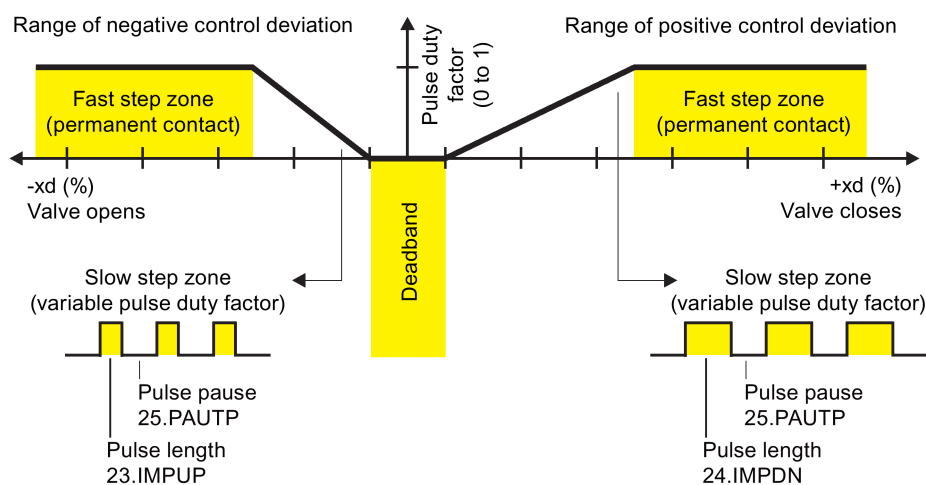 Range of negative control deviation
Pulse duty
factor
(0 to 1)
Range of positive control deviation
Fast step zone
(permanent contact)
Fast step zone
(permanent contact)
-xd (%)
Valve opens
Deadband
+xd (%)
Valve closes
Slow step zone
(variable pulse duty factor)
Slow step zone
(variable pulse duty factor)
Pulse pause
25.PAUTP
Pulse length
23.IMPUP
Pulse pause
25.PAUTP
Pulse length
24.IMPDN